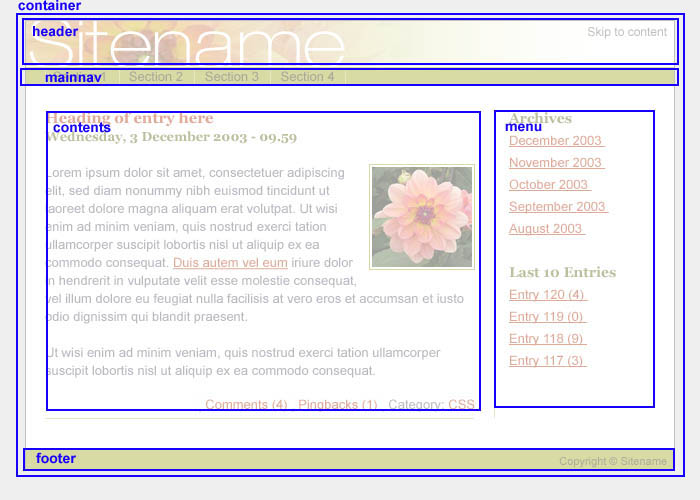 container
header
Sitename
Skip to content
mainnav
Section 2
Section 3
Section 4
Heading of entry here
contents
Wednesday, 3 December 2003 - 09.59
Lorem ipsum dolor sit amet, consectetuer adipiscing
elit, sed diam nonummy nibh euismod tincidunt ut
laoreet dolore magna aliquam erat volutpat. Ut wisi
enim ad minim veniam, quis nostrud exerci tation
ullamcorper suscipit lobortis nisl ut aliquip ex ea
commodo consequat. Duis autem vel eum iriure dolor
in hendrerit in vulputate velit esse molestie consequat,
vel illum dolore eu feugiat nulla facilisis at vero eros et accumsan et iusto
odio dignissim qui blandit praesent.
Ut wisi enim ad minim veniam, quis nostrud exerci tation ullamcorper
suscipit lobortis nisl ut aliquip ex ea commodo consequat.
Comments (4) Pingbacks (1) Category: CSS
Archives
menu
December 2003
November 2003
October 2003
September 2003
August 2003
Last 10 Entries
Entry 120 (4)
Entry 119 (0)
Entry 118 (9)
Entry 117 (3)
footer
Copyright © Sitename